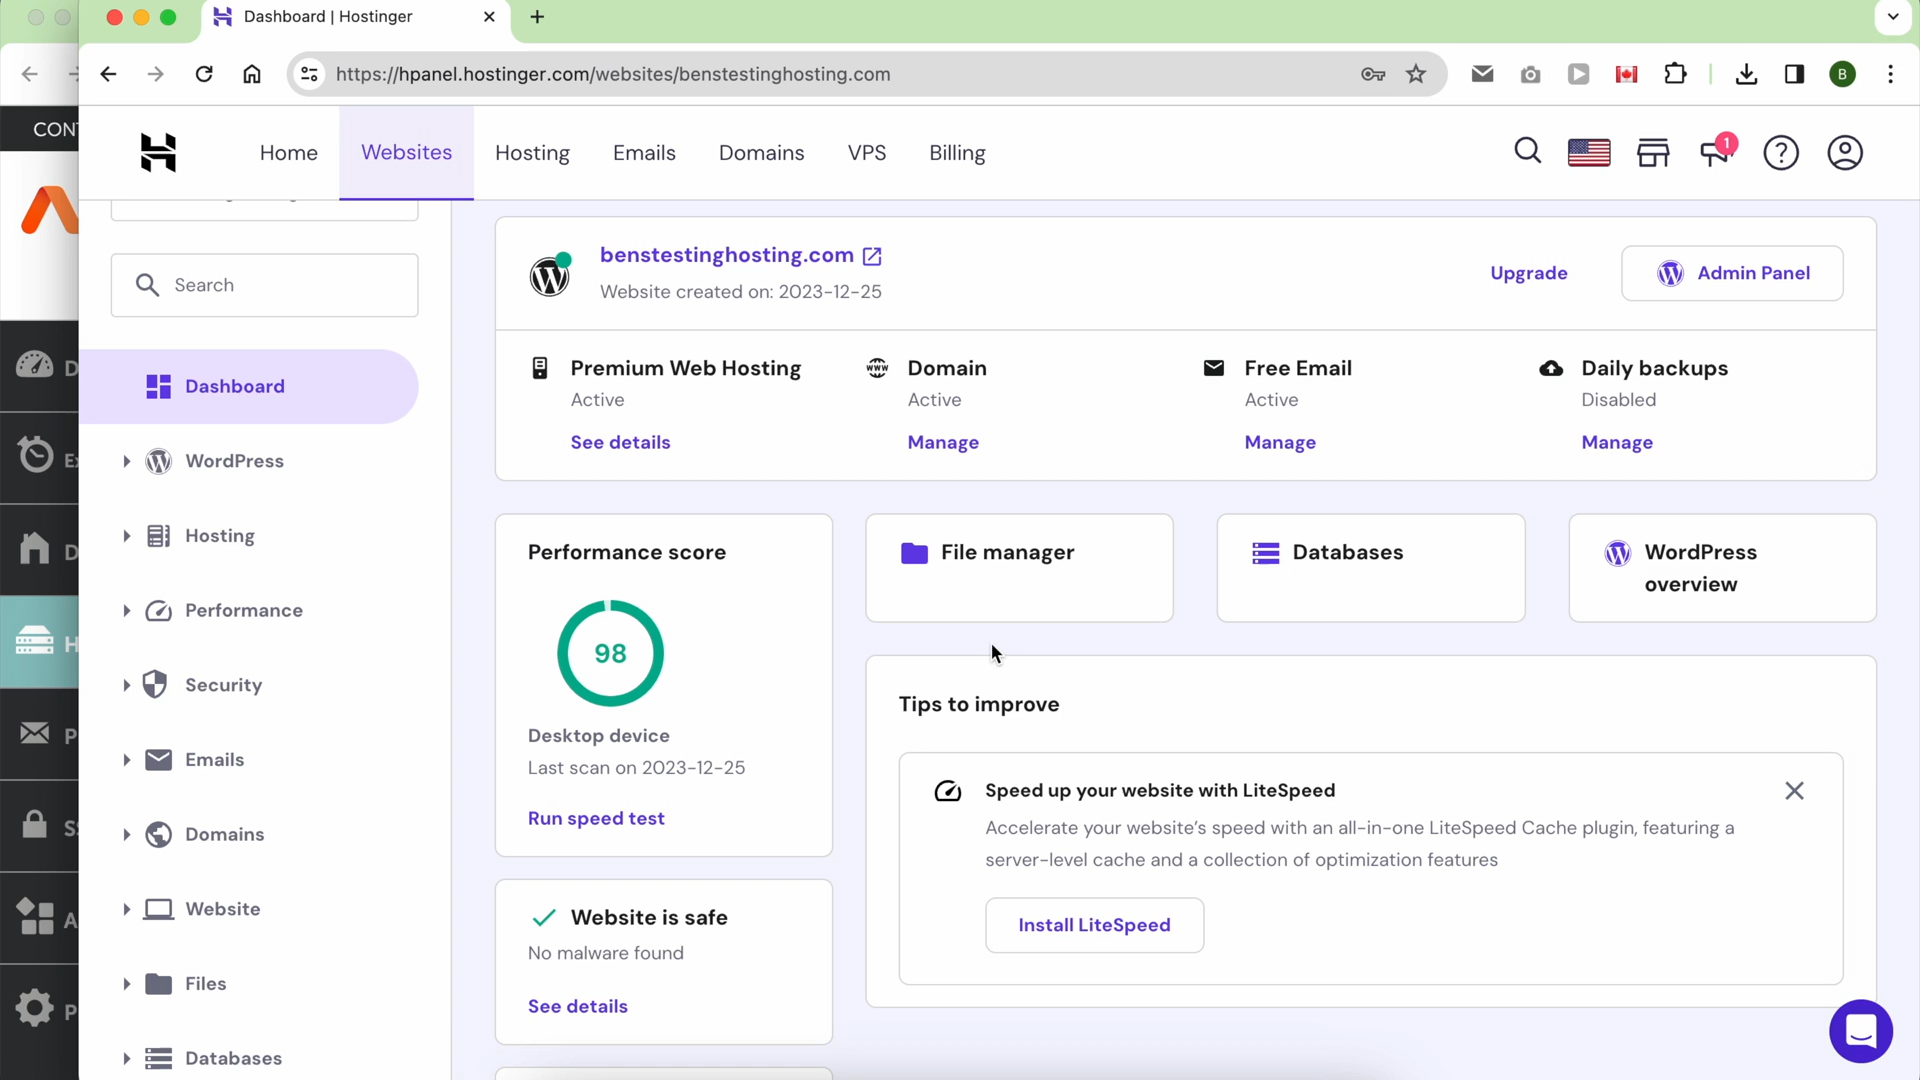 Dashboard | Hostinger
https://hpanel.hostinger.com/websites/benstestinghosting.com
B
CONT
Home
Websites
Hosting
Emails
Domains
VPS
Billing
1
Search
Dashboard
WordPress
Hosting
Performance
Security
Emails
Domains
Website
Files
Databases
benstestinghosting.com
Website created on: 2023-12-25
Upgrade
Admin Panel
Premium Web Hosting
Active
See details
Domain
Active
Manage
Free Email
Active
Manage
Daily backups
Disabled
Manage
Performance score
98
Desktop device
Last scan on 2023-12-25
Run speed test
File manager
Databases
WordPress
overview
Tips to improve
Speed up your website with LiteSpeed
Accelerate your website's speed with an all-in-one LiteSpeed Cache plugin, featuring a
server-level cache and a collection of optimization features
Install LiteSpeed
Website is safe
No malware found
See details